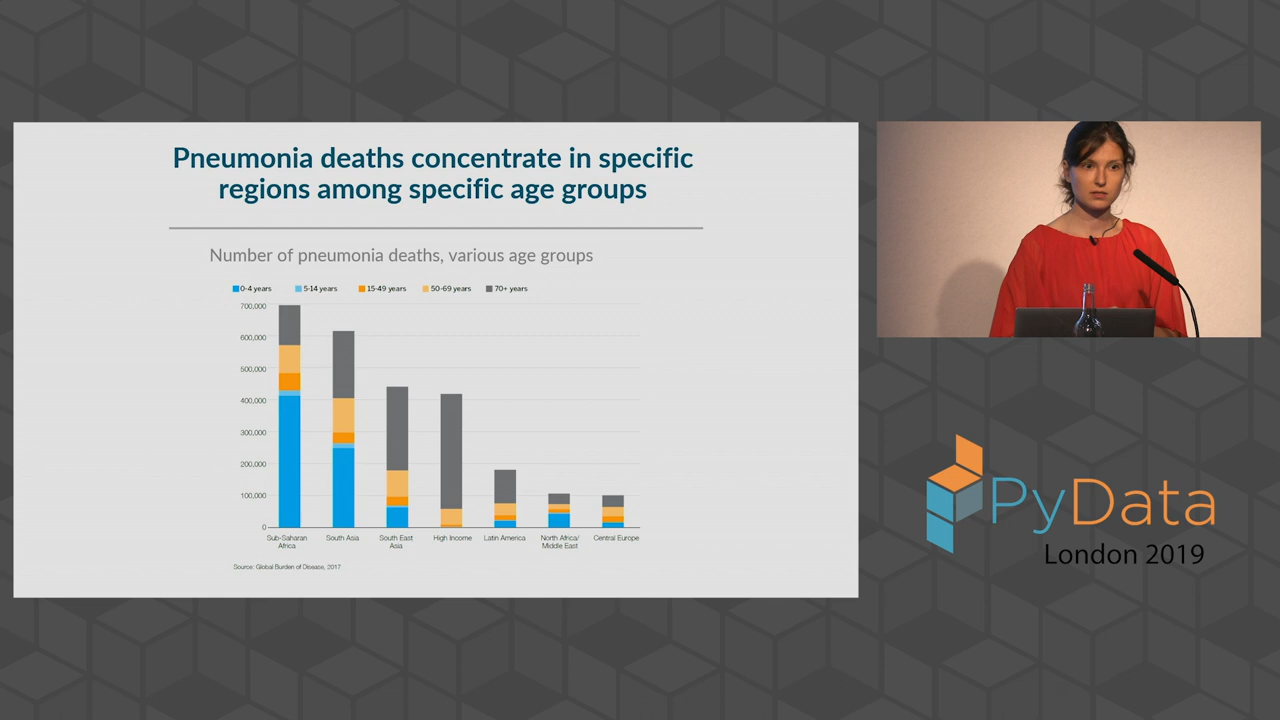 Pneumonia deaths concentrate in specific
regions among specific age groups
Number of pneumonia deaths, various age groups
0-4 years 5-14 years 15-49 years 50-69 years 70+ years
700,000
600,000
500,000
400,000
300,000
200,000
100,000
0
Sub-Saharan
Africa
South Asia
South East
Asia
High Income
Latin America
North Africa/
Middle East
Central Europe
Source: Global Burden of Disease, 2017
PyData
London 2019